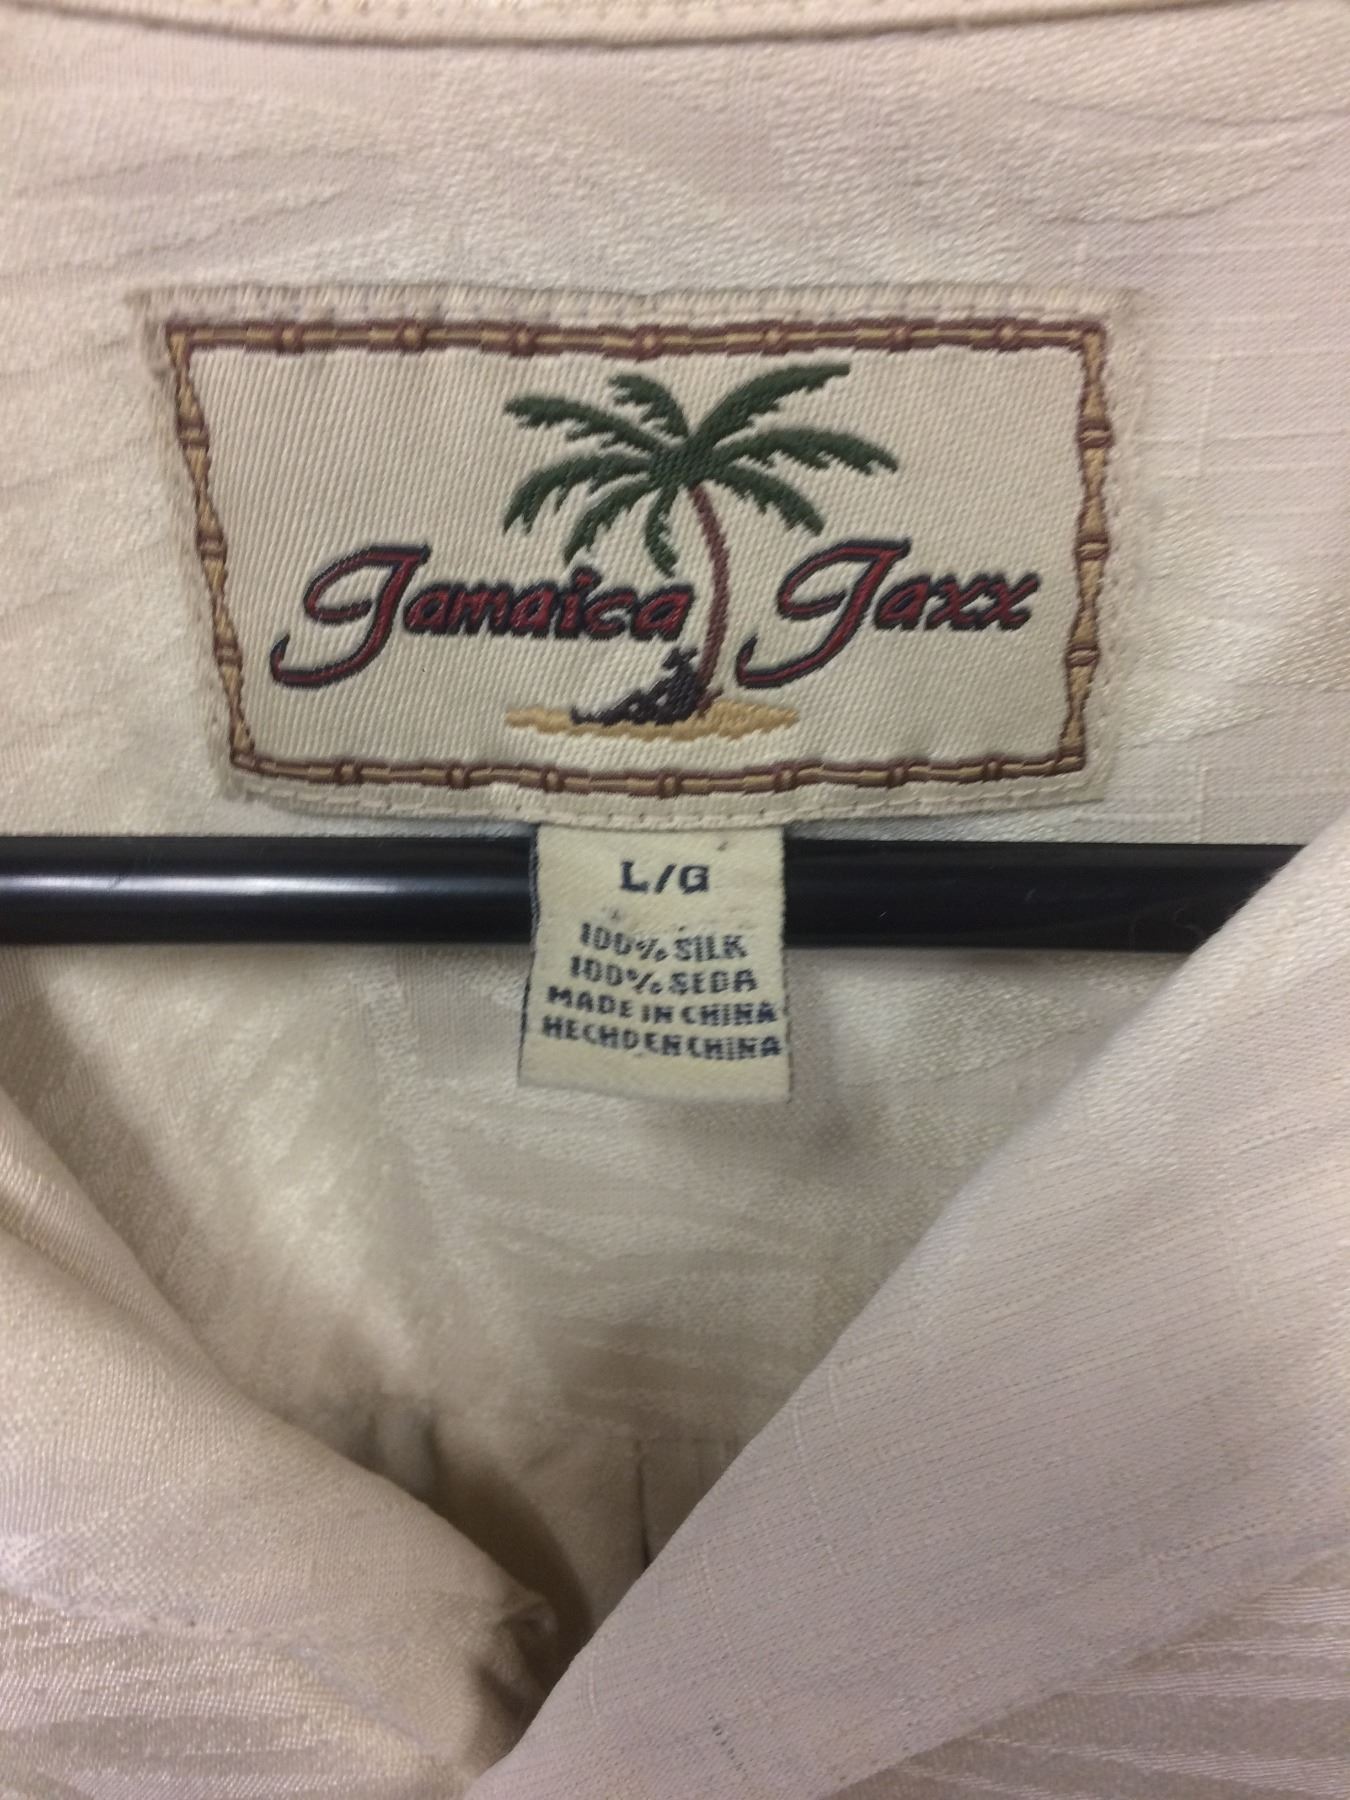 Jamaica Jaxx
L/G
100% SILK
100% SEDA
MADE IN CHINA
HECHO EN CHINA